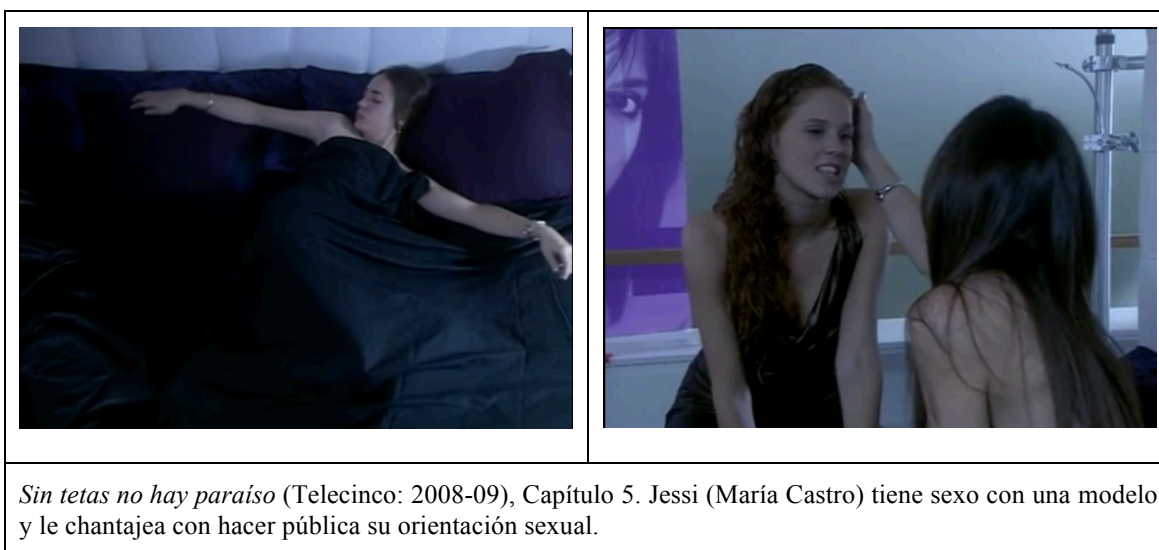 Sin tetas no hay paraíso (Telecinco: 2008-09), Capítulo 5. Jessi (María Castro) tiene sexo con una modelo
y le chantajea con hacer pública su orientación sexual.